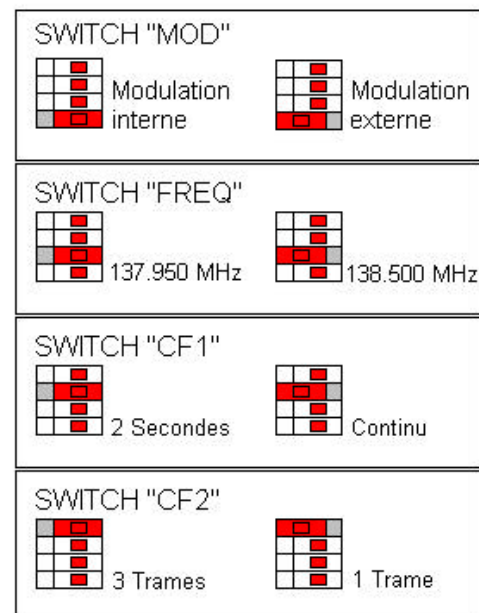 SWITCH "MOD"
Modulation
interne
Modulation
externe
SWITCH "FREQ"
137.950 MHz
138.500 MHz
SWITCH "CF1"
2 Secondes
Continu
SWITCH "CF2"
3 Trames
1 Trame